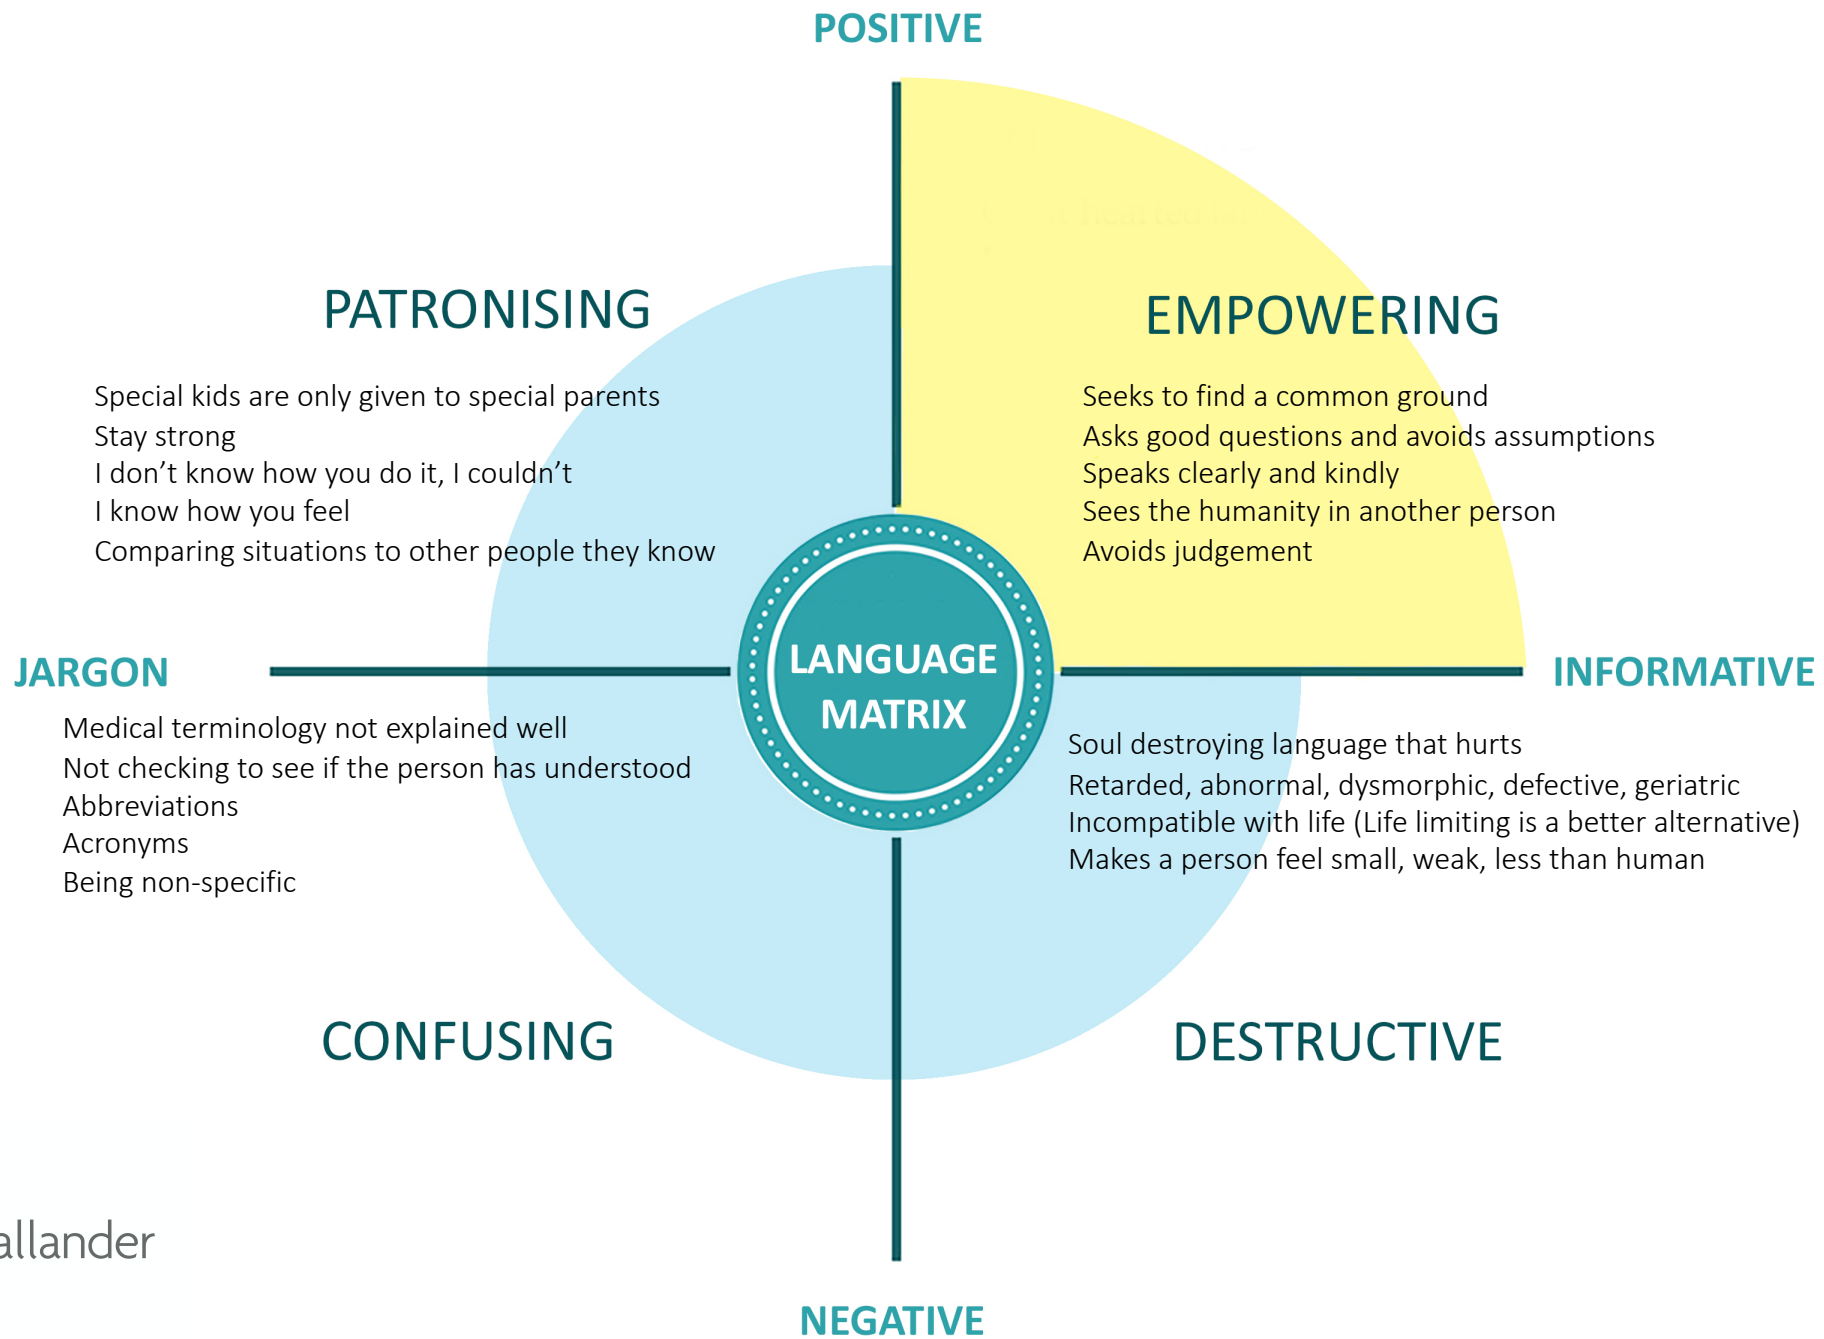 POSITIVE
PATRONISING
Special kids are only given to special parents
Stay strong
I don’t know how you do it, I couldn’t
I know how you feel
Comparing situations to other people they know
EMPOWERING
Seeks to find a common ground
Asks good questions and avoids assumptions
Speaks clearly and kindly
Sees the humanity in another person
Avoids judgement
JARGON
LANGUAGE
MATRIX
INFORMATIVE
Medical terminology not explained well
Not checking to see if the person has understood
Abbreviations
Acronyms
Being non-specific
CONFUSING
Soul destroying language that hurts
Retarded, abnormal, dysmorphic, defective, geriatric
Incompatible with life (Life limiting is a better alternative)
Makes a person feel small, weak, less than human
DESTRUCTIVE
allander
NEGATIVE